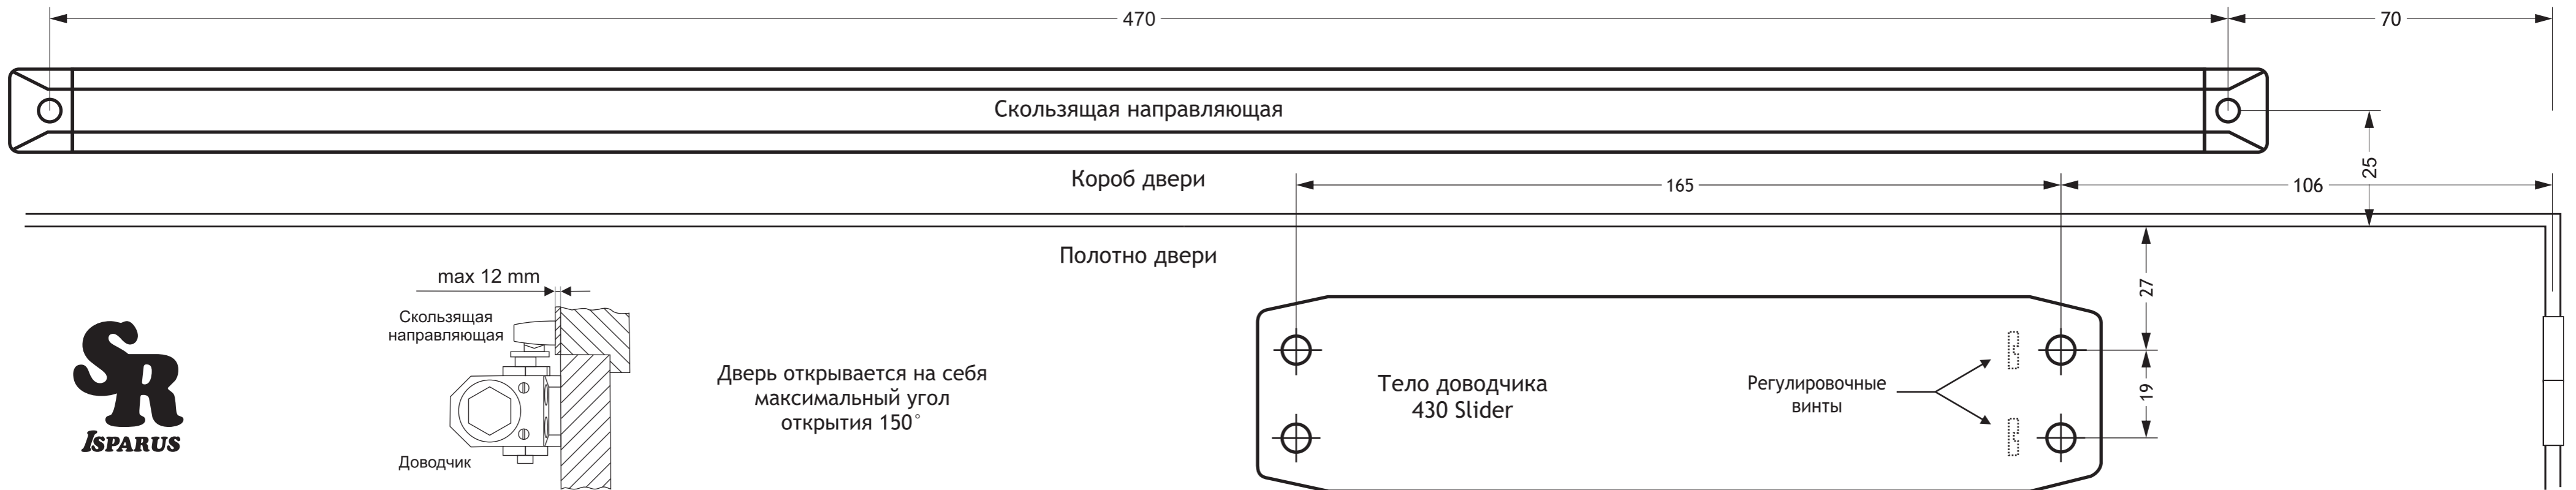 470
70
Скользящая направляющая
25
Короб двери
165
106
Полотно двери
max 12 mm
Скользящая
направляющая
Доводчик
SR
ISPARUS
Дверь открывается на себя
максимальный угол
открытия 150°
Тело доводчика
430 Slider
Регулировочные
винты
27
19